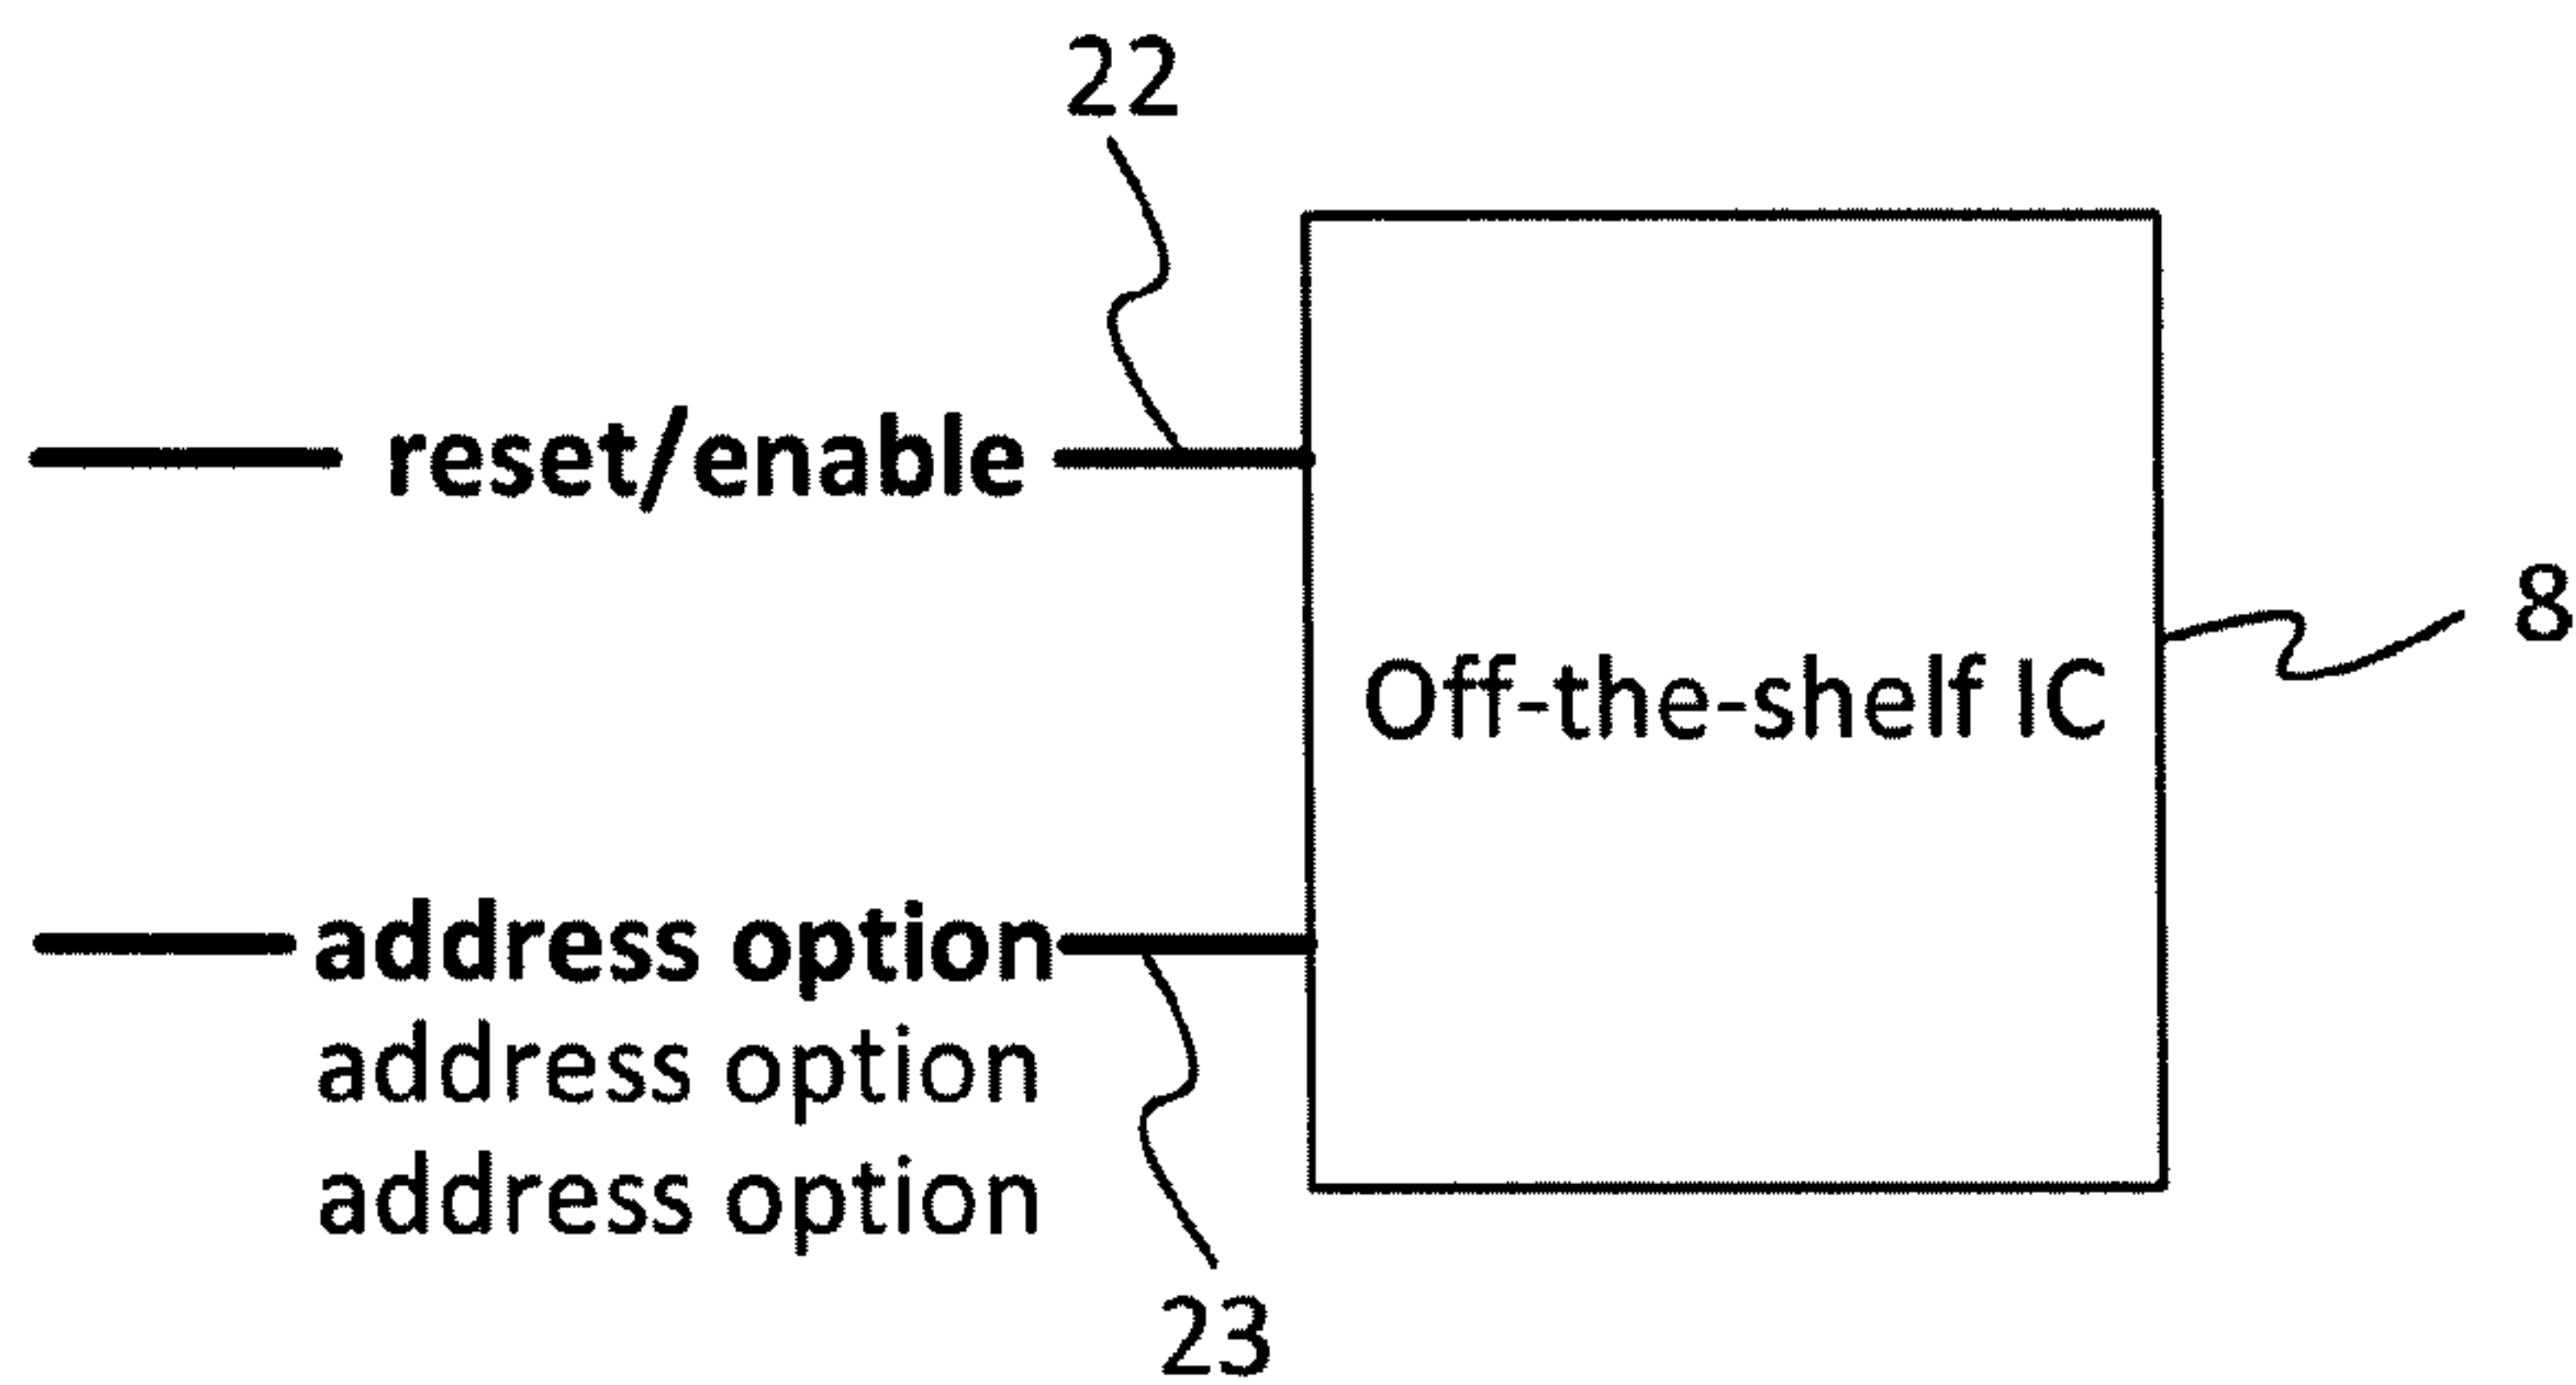 22
reset/enable
8
Off-the-shelf IC
address option
address option
address option
23